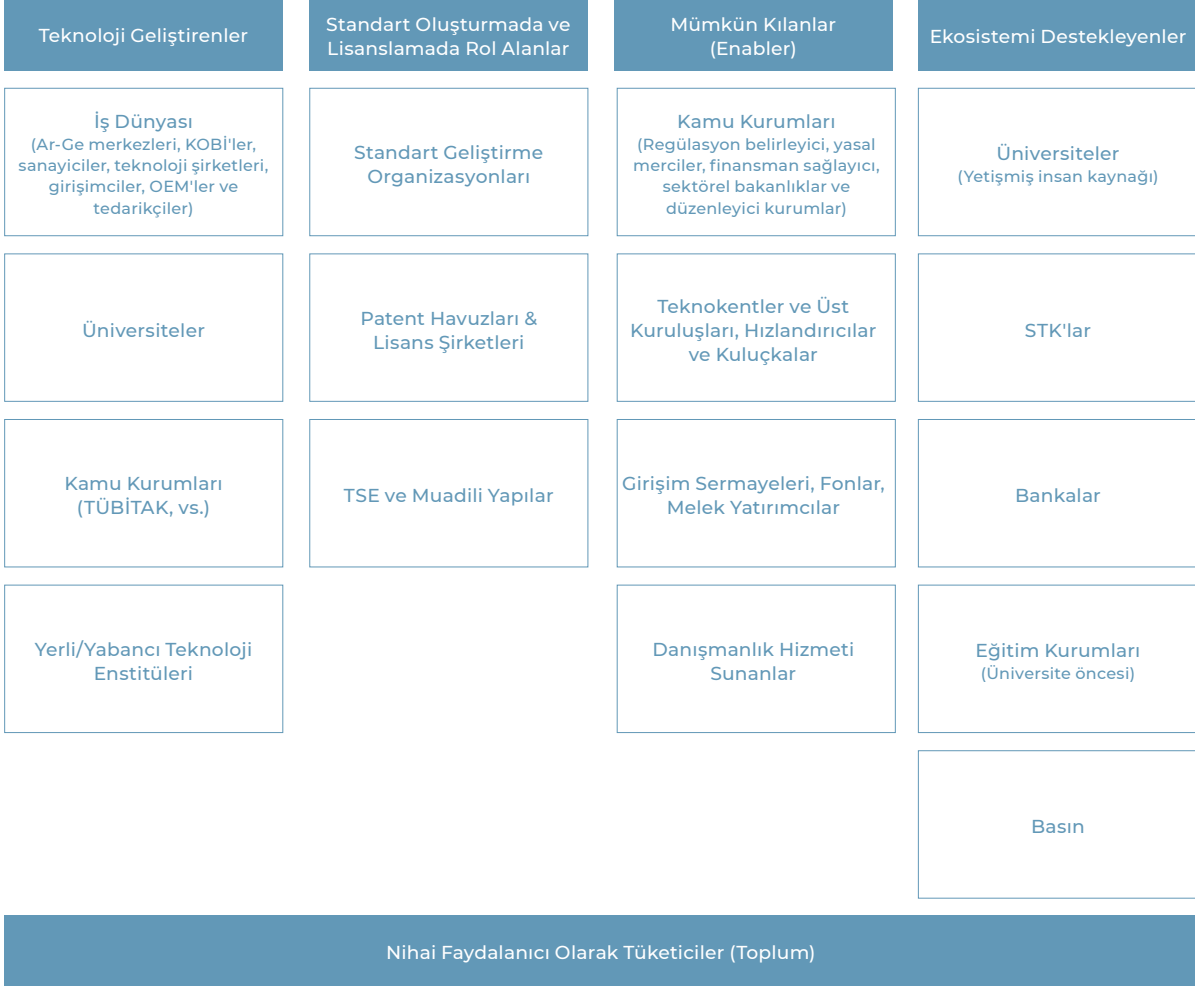 Teknoloji Geliştirenler
Standart Oluşturmada ve
Lisanslamada Rol Alanlar
Mümkün Kılanlar
(Enabler)
Ekosistemi Destekleyenler
İş Dünyası
(Ar-Ge merkezleri, KOBİ'ler,
sanayiciler, teknoloji şirketleri,
girişimciler, OEM'ler ve
tedarikçiler)
Standart Geliştirme
Organizasyonları
Kamu Kurumları
(Regülasyon belirleyici, yasal
merciler, finansman sağlayıcı,
sektörel bakanlıklar ve
düzenleyici kurumlar)
Üniversiteler
(Yetişmiş insan kaynağı)
Üniversiteler
Patent Havuzları &
Lisans Şirketleri
Teknokentler ve Üst
Kuruluşları, Hızlandırıcılar
ve Kuluçkalar
STK'lar
Kamu Kurumları
(TÜBİTAK, vs.)
TSE ve Muadili Yapılar
Girişim Sermayeleri, Fonlar,
Melek Yatırımcılar
Bankalar
Yerli/Yabancı Teknoloji
Enstitüleri
Danışmanlık Hizmeti
Sunanlar
Eğitim Kurumları
(Üniversite öncesi)
Basın
Nihai Faydalanıcı Olarak Tüketiciler (Toplum)